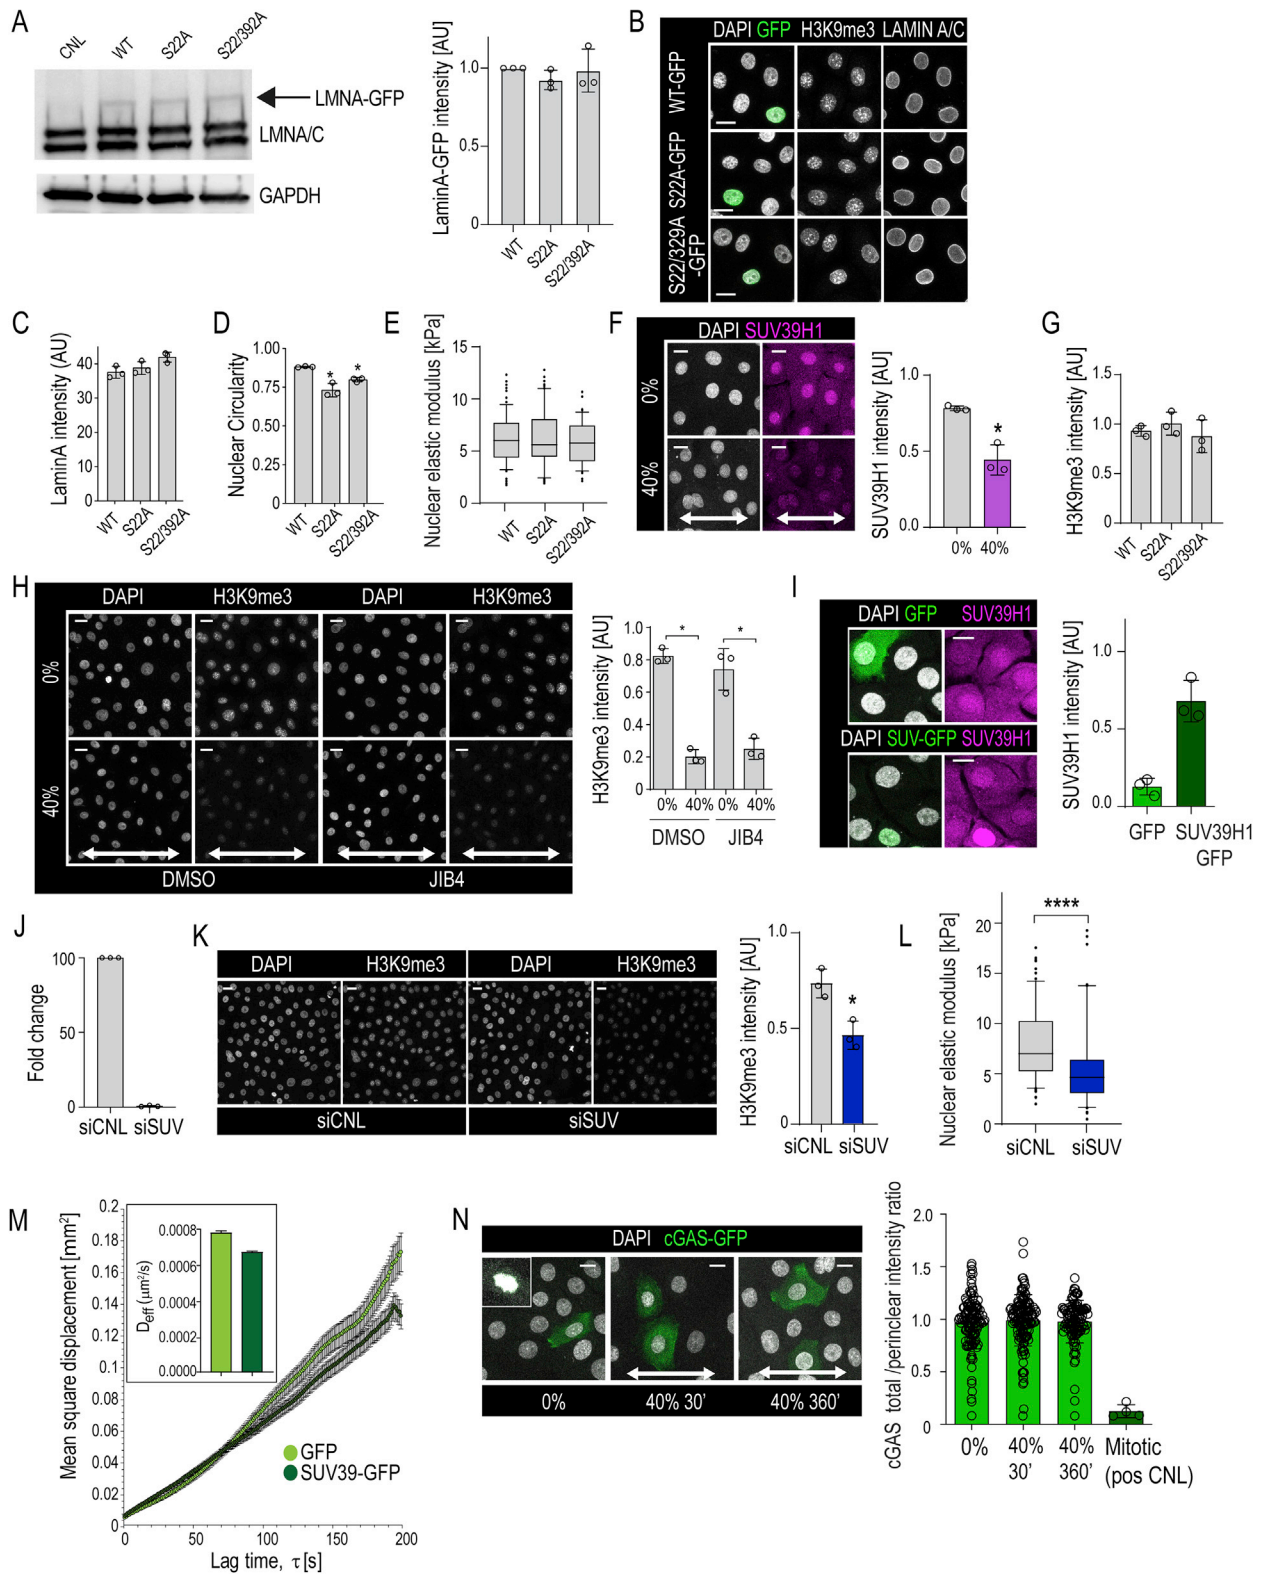 A
CNL
WT
S22A
S22/392A
LMNA-GFP
LMNA/C
GAPDH
LaminA-GFP intensity [AU]
1.0
0.5
0
WT
S22A
S22/392A
B
DAPI GFP
H3K9me3
LAMIN A/C
WT-GFP
S22A-GFP
S22/329A
-GFP
C
LaminA intensity (AU)
40
30
20
10
0
WT
S22A
S22/392A
D
Nuclear Circularity
1.00
0.75
0.50
0.25
0
*
*
WT
S22A
S22/392A
E
Nuclear elastic modulus [kPa]
15
10
5
0
WT
S22A
S22/392A
F
DAPI SUV39H1
0%
40%
SUV39H1 intensity [AU]
1.0
0.5
0.0
*
0%
40%
G
H3K9me3 intensity [AU]
1.5
1.0
0.5
0
WT
S22A
S22/392A
H
DAPI
H3K9me3
DAPI
H3K9me3
0%
40%
DMSO
JIB4
H3K9me3 intensity [AU]
1.0
0.8
0.6
0.4
0.2
0
*
*
0%
40%
0%
40%
DMSO
JIB4
I
DAPI GFP
SUV39H1
DAPI SUV-GFP
SUV39H1
SUV39H1 intensity [AU]
1.0
0.5
0.0
GFP
SUV39H1
GFP
J
Fold change
100
50
0
siCNL
siSUV
K
DAPI
H3K9me3
DAPI
H3K9me3
siCNL
siSUV
H3K9me3 intensity [AU]
1.0
0.5
0
*
siCNL
siSUV
L
Nuclear elastic modulus [kPa]
20
15
10
5
0
****
siCNL
siSUV
M
Mean square displacement [mm²]
0.2
0.18
0.16
0.14
0.12
0.1
0.08
0.06
0.04
0.02
0
Deff (μm²/s)
0.0008
0.0006
0.0004
0.0002
0.0000
GFP
SUV39-GFP
0
50
100
150
200
Lag time, τ [s]
N
DAPI cGAS-GFP
0%
40% 30'
40% 360'
cGAS total /perinclear intensity ratio
2.0
1.5
1.0
0.5
0
0%
40%
30'
40%
360'
Mitotic
(pos CNL)